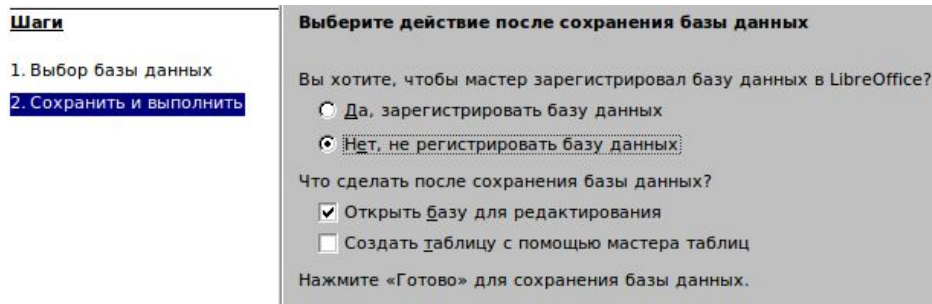 Шаги
1. Выбор базы данных
2. Сохранить и выполнить
Выберите действие после сохранения базы данных
Вы хотите, чтобы мастер зарегистрировал базу данных в LibreOffice?
Да, зарегистрировать базу данных
Нет, не регистрировать базу данных
Что сделать после сохранения базы данных?
Открыть базу для редактирования
Создать таблицу с помощью мастера таблиц
Нажмите «Готово» для сохранения базы данных.